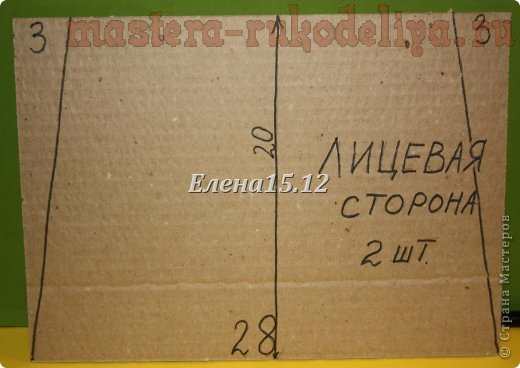 3 3
mastera-rukodeliya.ru
20
ЛИЦЕВАЯ
Елена15.12
СТОРОНА
2 ШТ.
28
© Страна Мастеров